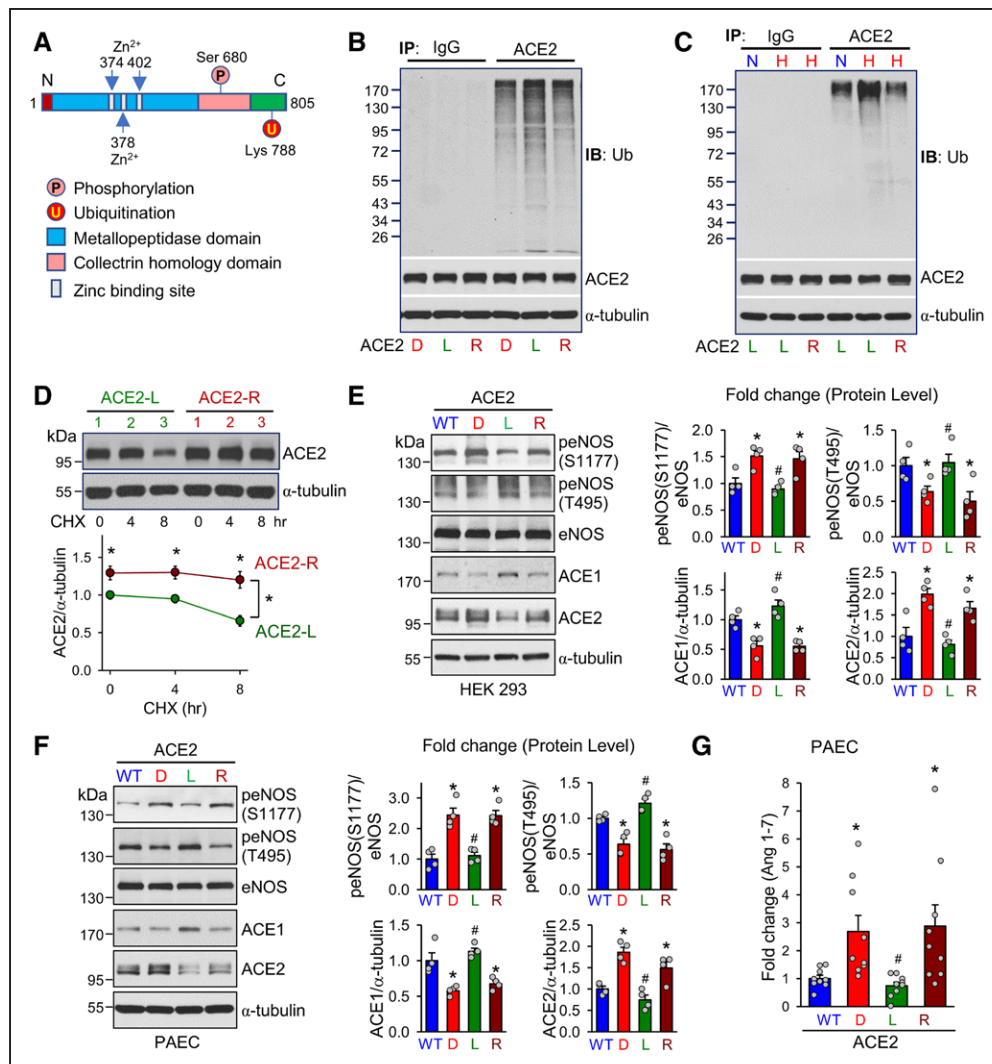 A
Zn2+
374 402
Ser 680
P
N
C
1
805
378
Zn2+
U
Lys 788
P Phosphorylation
U Ubiquitination
Metallopeptidase domain
Collectrin homology domain
Zinc binding site
B
IP: IgG ACE2
170
130
95
72
55
43
34
26
IB: Ub
ACE2
α-tubulin
ACE2 D L R D L R
C
IP: IgG ACE2
N H H N H H
170
130
95
72
55
43
34
26
IB: Ub
ACE2
α-tubulin
ACE2 L L R L L R
D
ACE2-L ACE2-R
1 2 3 1 2 3
kDa
95
ACE2
55
α-tubulin
CHX 0 4 8 0 4 8 hr
ACE2/α-tubulin
1.5
1.0
0.5
0.0
* * *
ACE2-R
*
ACE2-L
0 4 8
CHX (hr)
E
ACE2
WT D L R
130
peNOS
(S1177)
130
peNOS
(T495)
130
eNOS
170
ACE1
95
ACE2
55
α-tubulin
HEK 293
Fold change (Protein Level)
peNOS(S1177)/
eNOS
2.0
1.5
1.0
0.5
0.0
* # *
WT D L R
peNOS(T495)/
eNOS
1.5
1.0
0.5
0.0
* # *
WT D L R
ACE1/α-tubulin
1.5
1.0
0.5
0.0
* # *
WT D L R
ACE2/α-tubulin
2.5
2.0
1.5
1.0
0.5
0.0
* # *
WT D L R
F
ACE2
WT D L R
kDa
130
peNOS
(S1177)
130
peNOS
(T495)
130
eNOS
170
ACE1
95
ACE2
55
α-tubulin
PAEC
Fold change (Protein Level)
peNOS(S1177)/
eNOS
3.0
2.0
1.0
0.0
* # *
WT D L R
peNOS(T495)/
eNOS
1.5
1.0
0.5
0.0
* # *
WT D L R
ACE1/α-tubulin
1.5
1.0
0.5
0.0
* # *
WT D L R
ACE2/α-tubulin
2.5
2.0
1.5
1.0
0.5
0.0
* # *
WT D L R
G
PAEC
Fold change (Ang 1-7)
8
7
6
5
4
3
2
1
0
* # *
WT D L R
ACE2